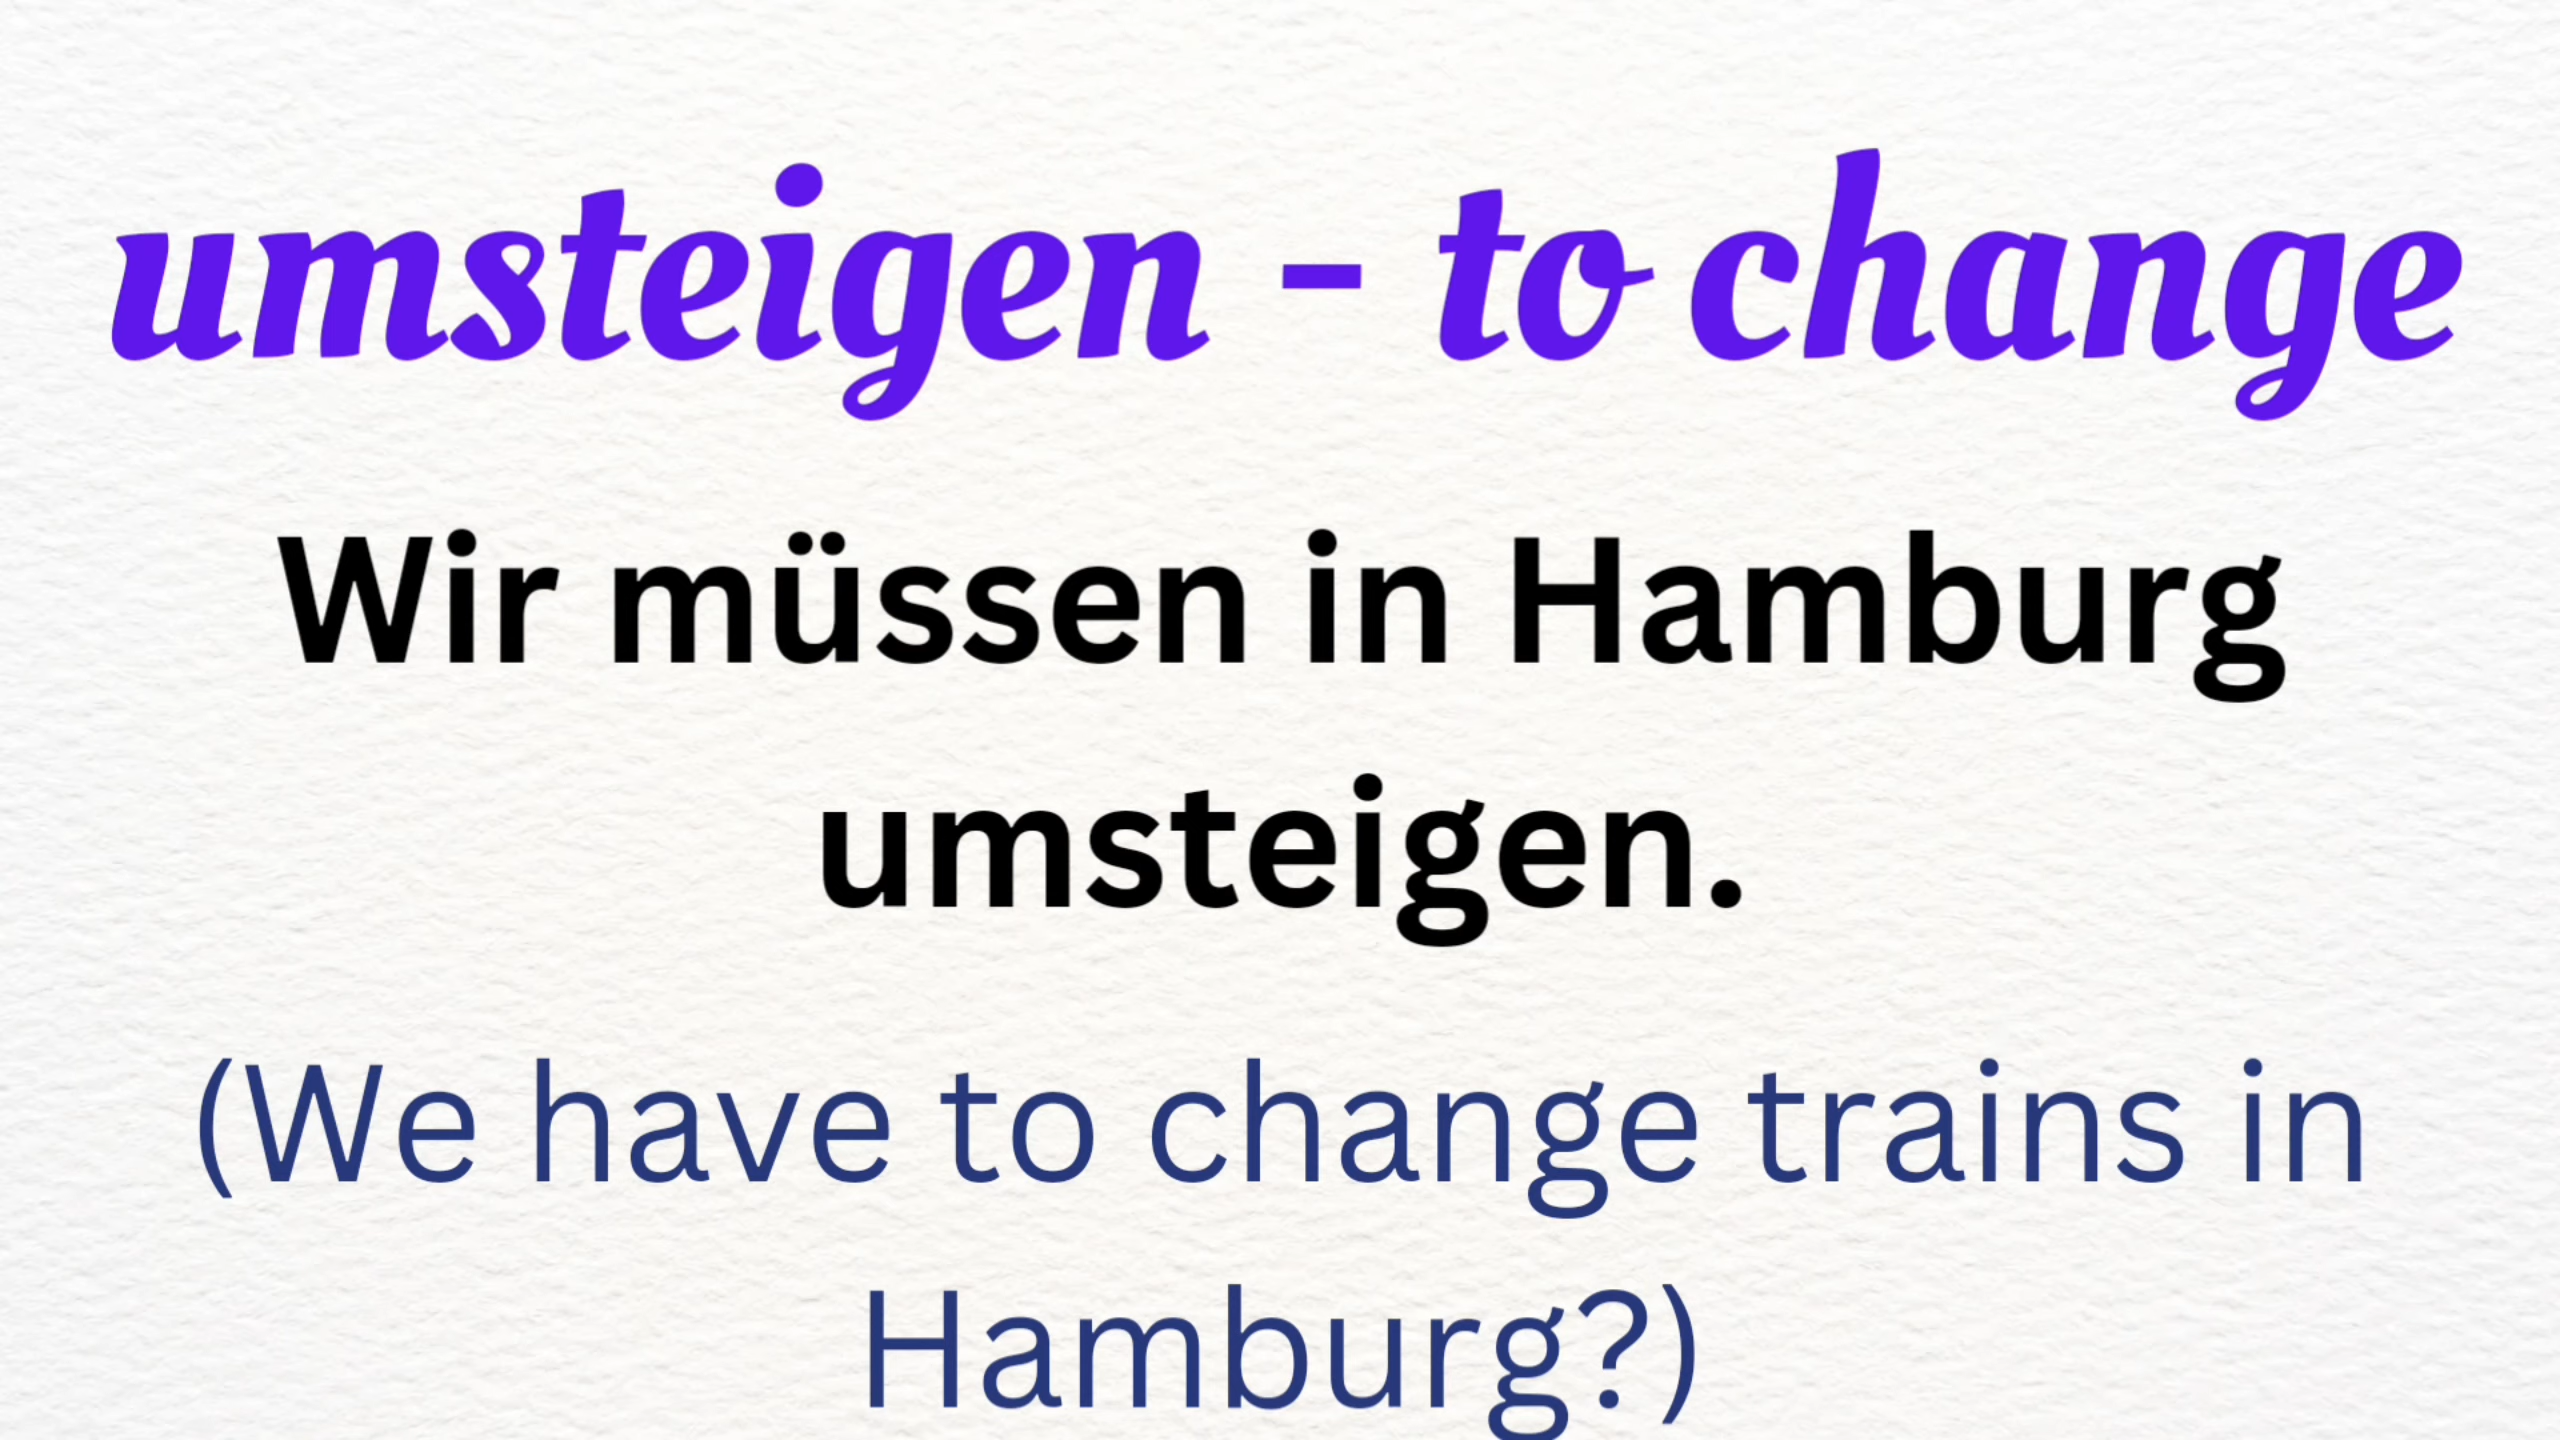 umsteigen - to change
Wir müssen in Hamburg
umsteigen.
(We have to change trains in
Hamburg?)